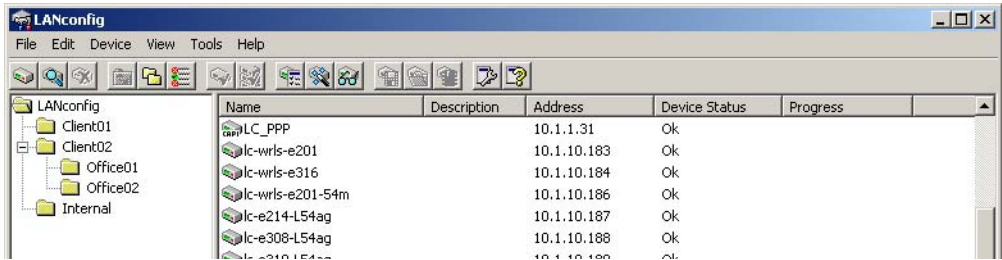 LANconfig
File Edit Device View Tools Help
LANconfig
Client01
Client02
Office01
Office02
Internal
Name Description Address Device Status Progress
LC_PPP 10.1.1.31 Ok
lc-wrls-e201 10.1.10.183 Ok
lc-wrls-e316 10.1.10.184 Ok
lc-wrls-e201-54m 10.1.10.186 Ok
lc-e214-L54ag 10.1.10.187 Ok
lc-e308-L54ag 10.1.10.188 Ok